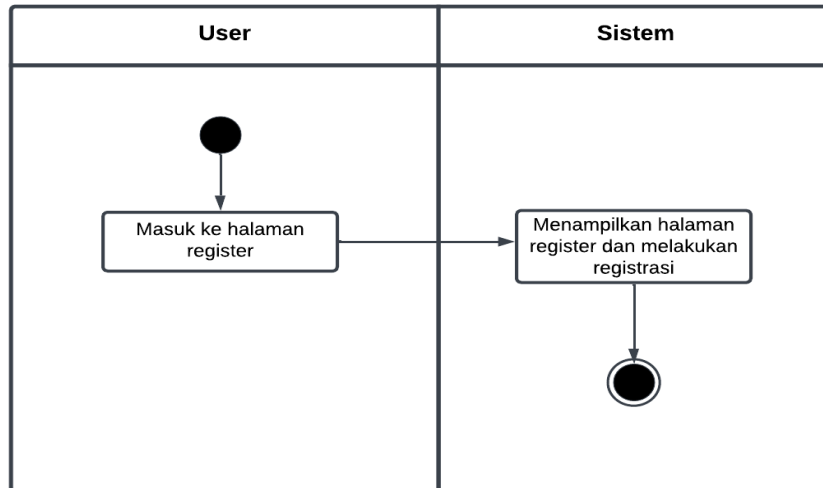 User
Sistem
Masuk ke halaman
register
Menampilkan halaman
register dan melakukan
registrasi